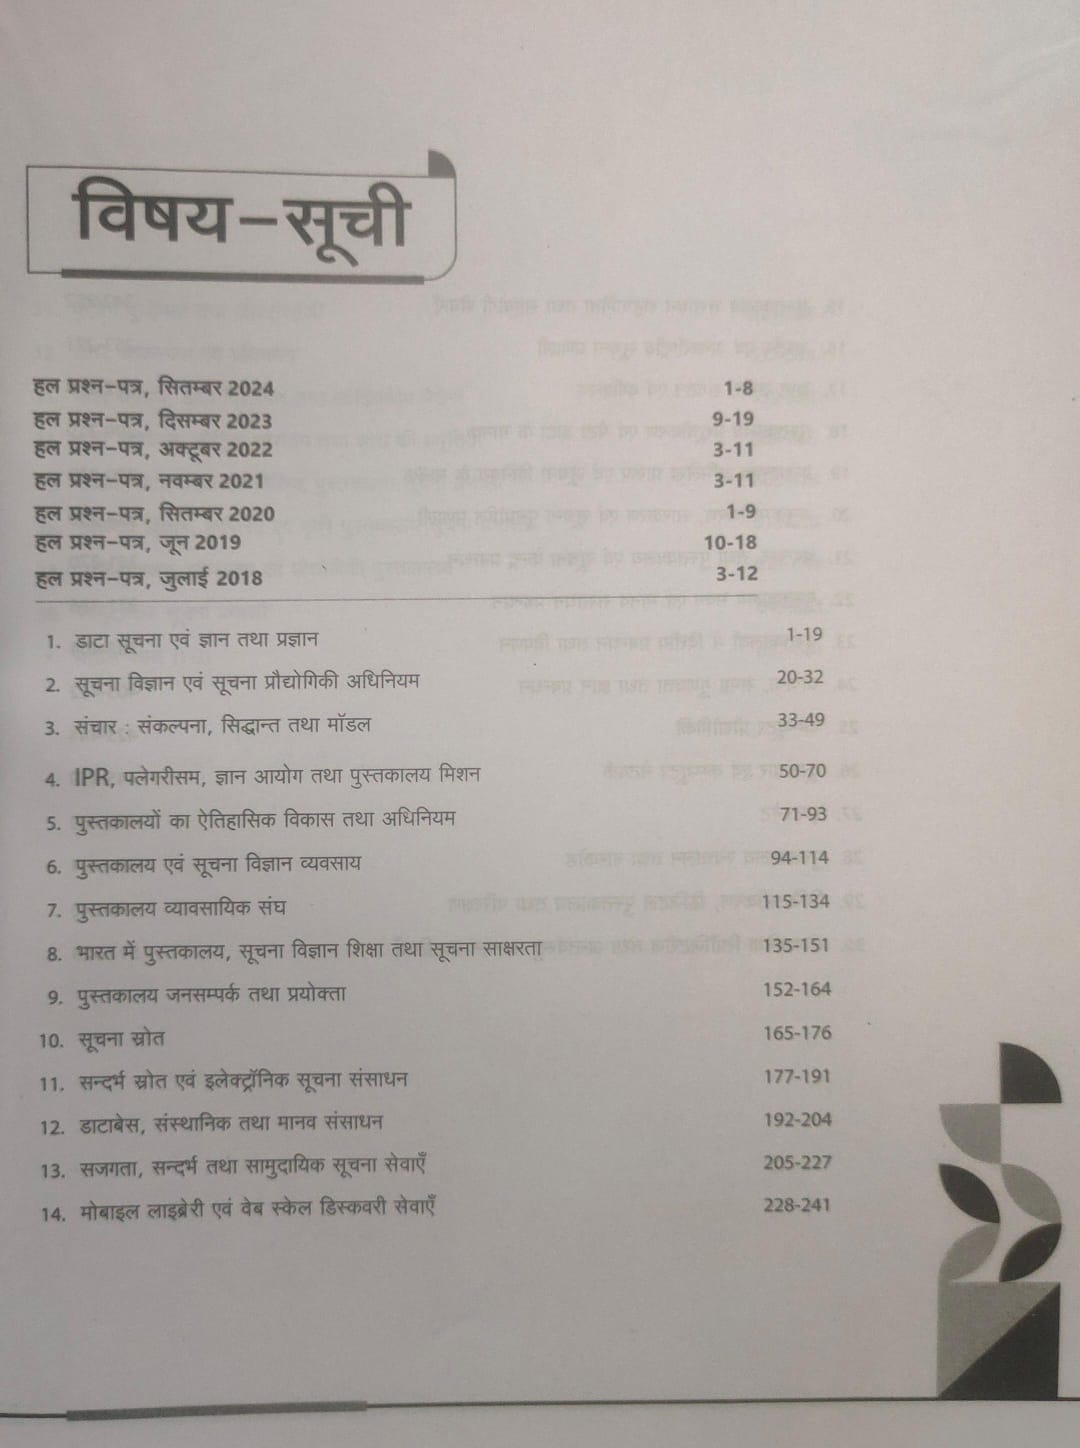 विषय-सूची
हल प्रश्न-पत्र, सितम्बर 2024 1-8
हल प्रश्न-पत्र, दिसम्बर 2023 9-19
हल प्रश्न-पत्र, अक्टूबर 2022 3-11
हल प्रश्न-पत्र, नवम्बर 2021 3-11
हल प्रश्न-पत्र, सितम्बर 2020 1-9
हल प्रश्न-पत्र, जून 2019 10-18
हल प्रश्न-पत्र, जुलाई 2018 3-12
1. डाटा सूचना एवं ज्ञान तथा प्रज्ञान 1-19
2. सूचना विज्ञान एवं सूचना प्रौद्योगिकी अधिनियम 20-32
3. संचार : संकल्पना, सिद्धान्त तथा मॉडल 33-49
4. IPR, पलेगरीसम, ज्ञान आयोग तथा पुस्तकालय मिशन 50-70
5. पुस्तकालयों का ऐतिहासिक विकास तथा अधिनियम 71-93
6. पुस्तकालय एवं सूचना विज्ञान व्यवसाय 94-114
7. पुस्तकालय व्यावसायिक संघ 115-134
8. भारत में पुस्तकालय, सूचना विज्ञान शिक्षा तथा सूचना साक्षरता 135-151
9. पुस्तकालय जनसम्पर्क तथा प्रयोक्ता 152-164
10. सूचना स्रोत 165-176
11. सन्दर्भ स्रोत एवं इलेक्ट्रॉनिक सूचना संसाधन 177-191
12. डाटाबेस, संस्थानिक तथा मानव संसाधन 192-204
13. सजगता, सन्दर्भ तथा सामुदायिक सूचना सेवाएँ 205-227
14. मोबाइल लाइब्रेरी एवं वेब स्केल डिस्कवरी सेवाएँ 228-241